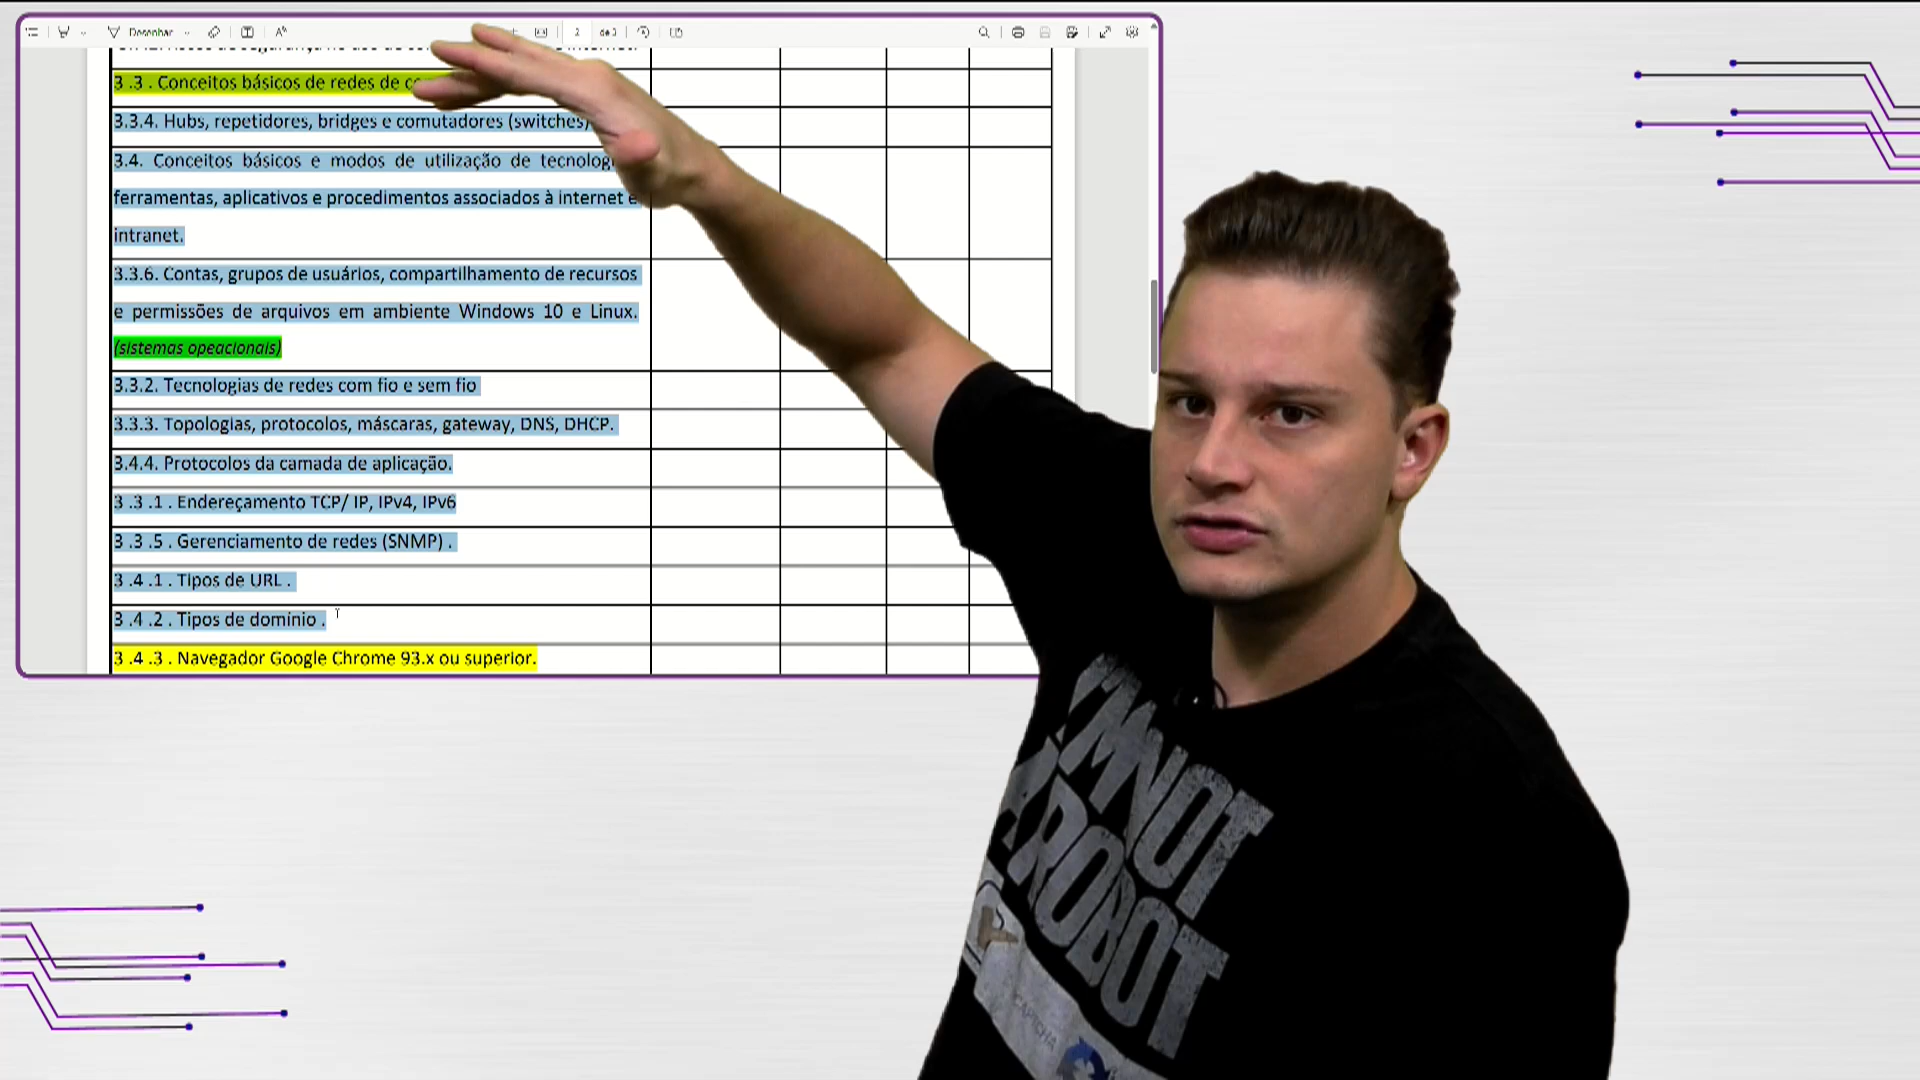 Desenhar
2
de 3
3 .3 . Conceitos básicos de redes de
3.3.4. Hubs, repetidores, bridges e comutadores (switches)
3.4. Conceitos básicos e modos de utilização de
ferramentas, aplicativos e procedimentos associados à internet e
intranet.
3.3.6. Contas, grupos de usuários, compartilhamento de recursos
e permissões de arquivos em ambiente Windows 10 e Linux.
(sistemas opeacionais)
3.3.2. Tecnologias de redes com fio e sem fio
3.3.3. Topologias, protocolos, máscaras, gateway, DNS, DHCP.
3.4.4. Protocolos da camada de aplicação.
3 .3 .1 . Endereçamento TCP/ IP, IPv4, IPv6
3 .3 .5 . Gerenciamento de redes (SNMP) .
3 .4 .1 . Tipos de URL .
3 .4 .2 . Tipos de domínio .
3 .4 .3 . Navegador Google Chrome 93.x ou superior.
I'M NOT
A ROBOT
CAPTCHA